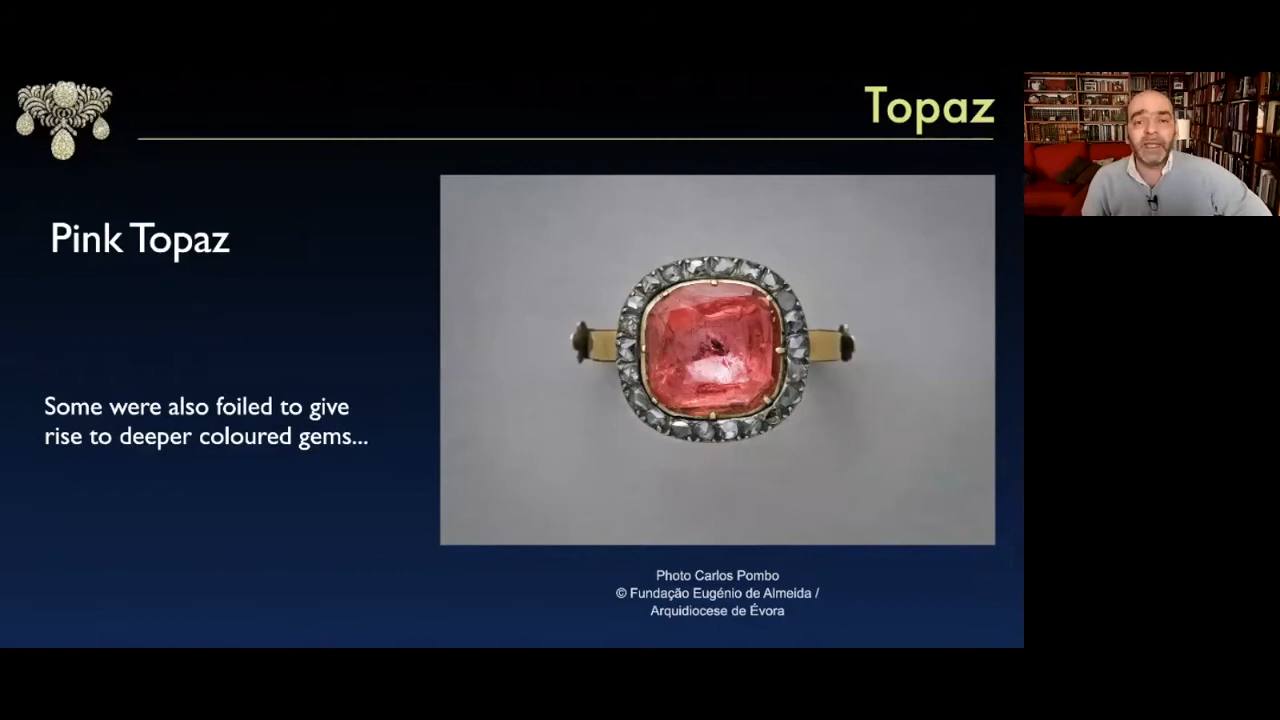 Topaz
Pink Topaz
Some were also foiled to give
rise to deeper coloured gems...
Photo Carlos Pombo
© Fundação Eugénio de Almeida /
Arquidiocese de Évora